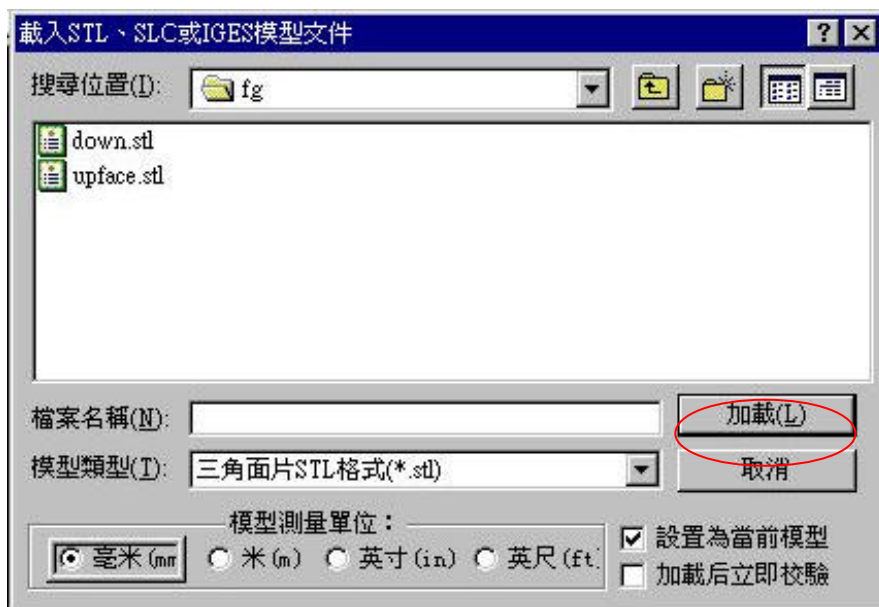 載入STL、SLC或IGES模型文件
搜尋位置(I): fg
down.stl
upface.stl
檔案名稱(N): 加載(L)
模型類型(T): 三角面片STL格式(*.stl) 取消
模型測量單位：
毫米(mm 米(m) 英寸(in) 英尺(ft)
設置為當前模型
加載后立即校驗